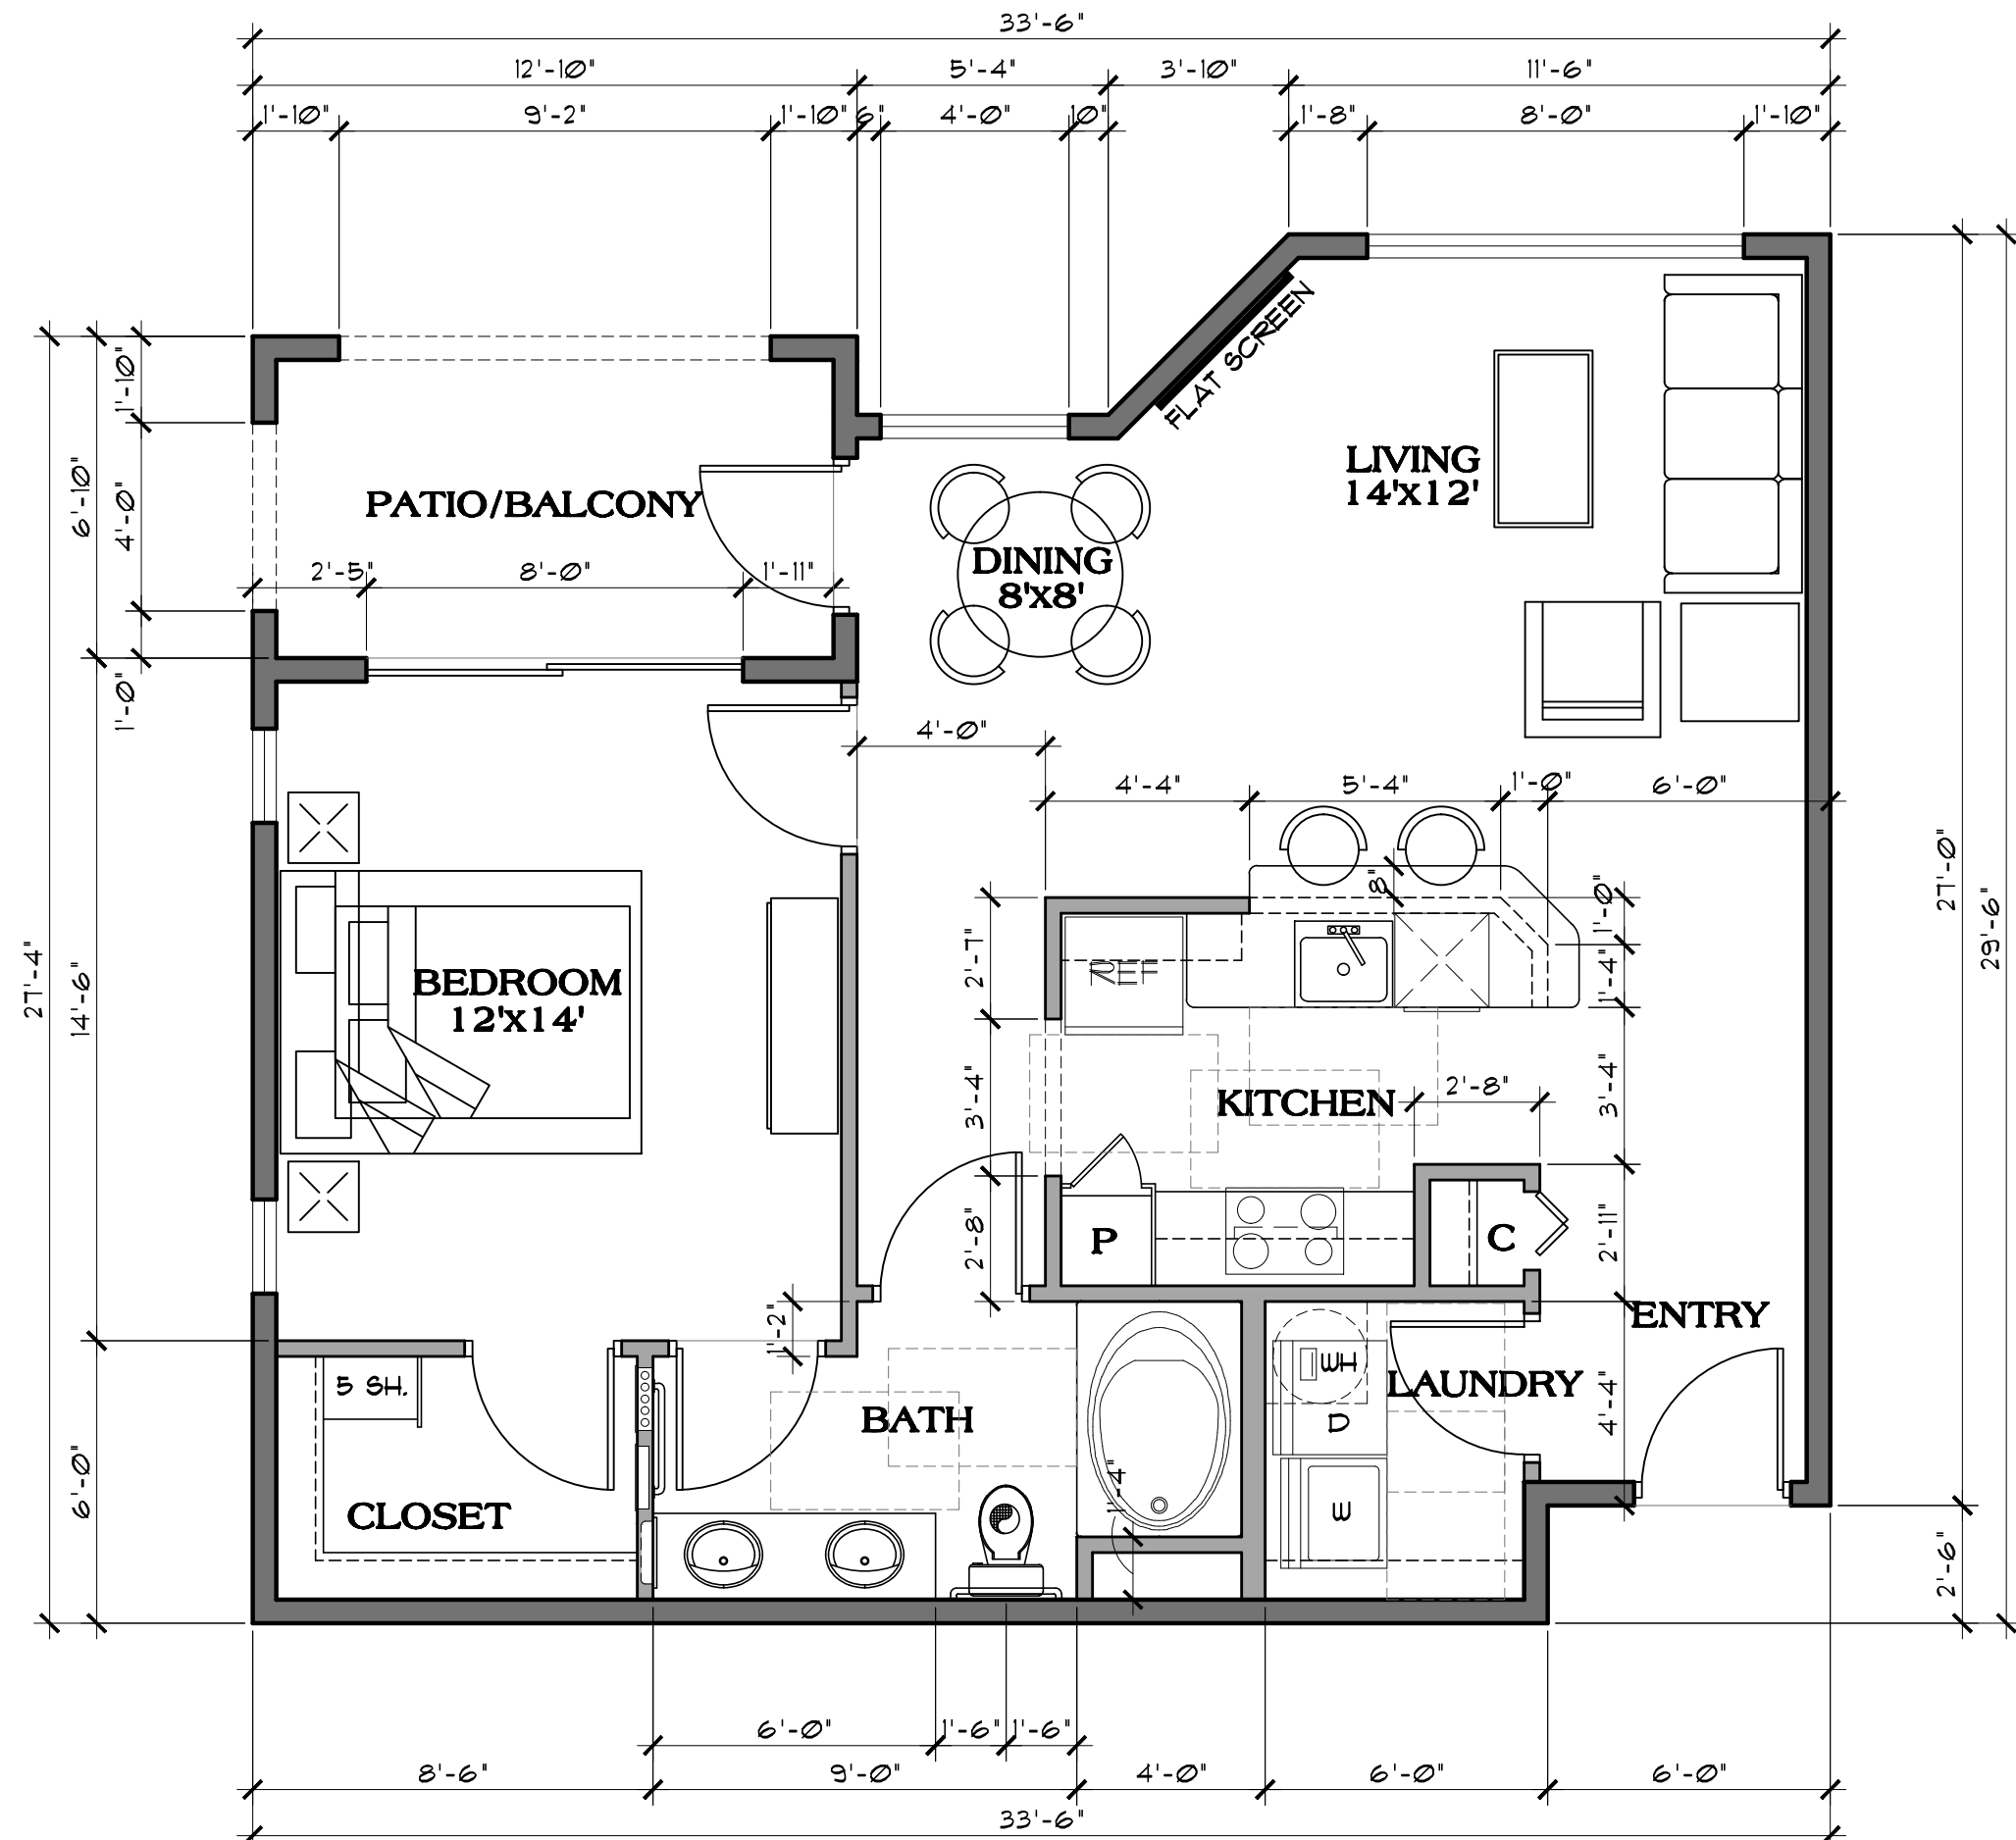 33'-6"
12'-10" 5'-4" 3'-10" 11'-6"
1'-10" 9'-2" 1'-10" 6" 4'-0" 10" 1'-8" 8'-0" 1'-10"
FLAT SCREEN
1'-10"
4'-0"
6'-10"
1'-0"
LIVING
14'X12'
PATIO/BALCONY
2'-5" 8'-0" 1'-11"
DINING
8'X8'
4'-0"
4'-4" 5'-4" 1'-0" 6'-0"
8"
1'-0"
1'-4"
27'-0"
29'-6"
27'-4"
14'-6"
2'-7"
REF
BEDROOM
12'X14'
3'-4"
KITCHEN
2'-8"
3'-4"
2'-8"
P
C
2'-11"
1'-2"
ENTRY
5 SH.
WH
LAUNDRY
D
4'-4"
BATH
6'-0"
CLOSET
1'-4"
W
2'-6"
6'-0" 1'-6" 1'-6"
8'-6" 9'-0" 4'-0" 6'-0" 6'-0"
33'-6"